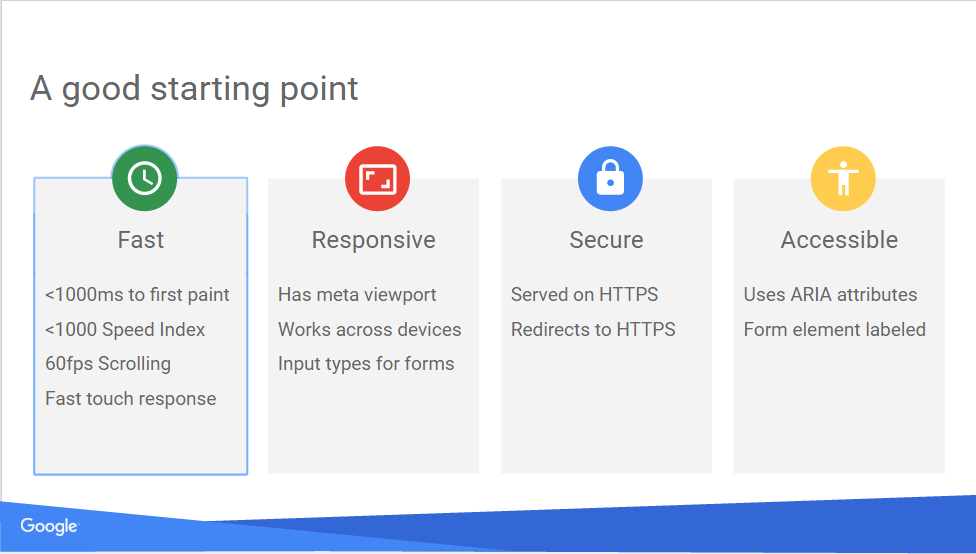 A good starting point
Fast
<1000ms to first paint
<1000 Speed Index
60fps Scrolling
Fast touch response
Responsive
Has meta viewport
Works across devices
Input types for forms
Secure
Served on HTTPS
Redirects to HTTPS
Accessible
Uses ARIA attributes
Form element labeled
Google